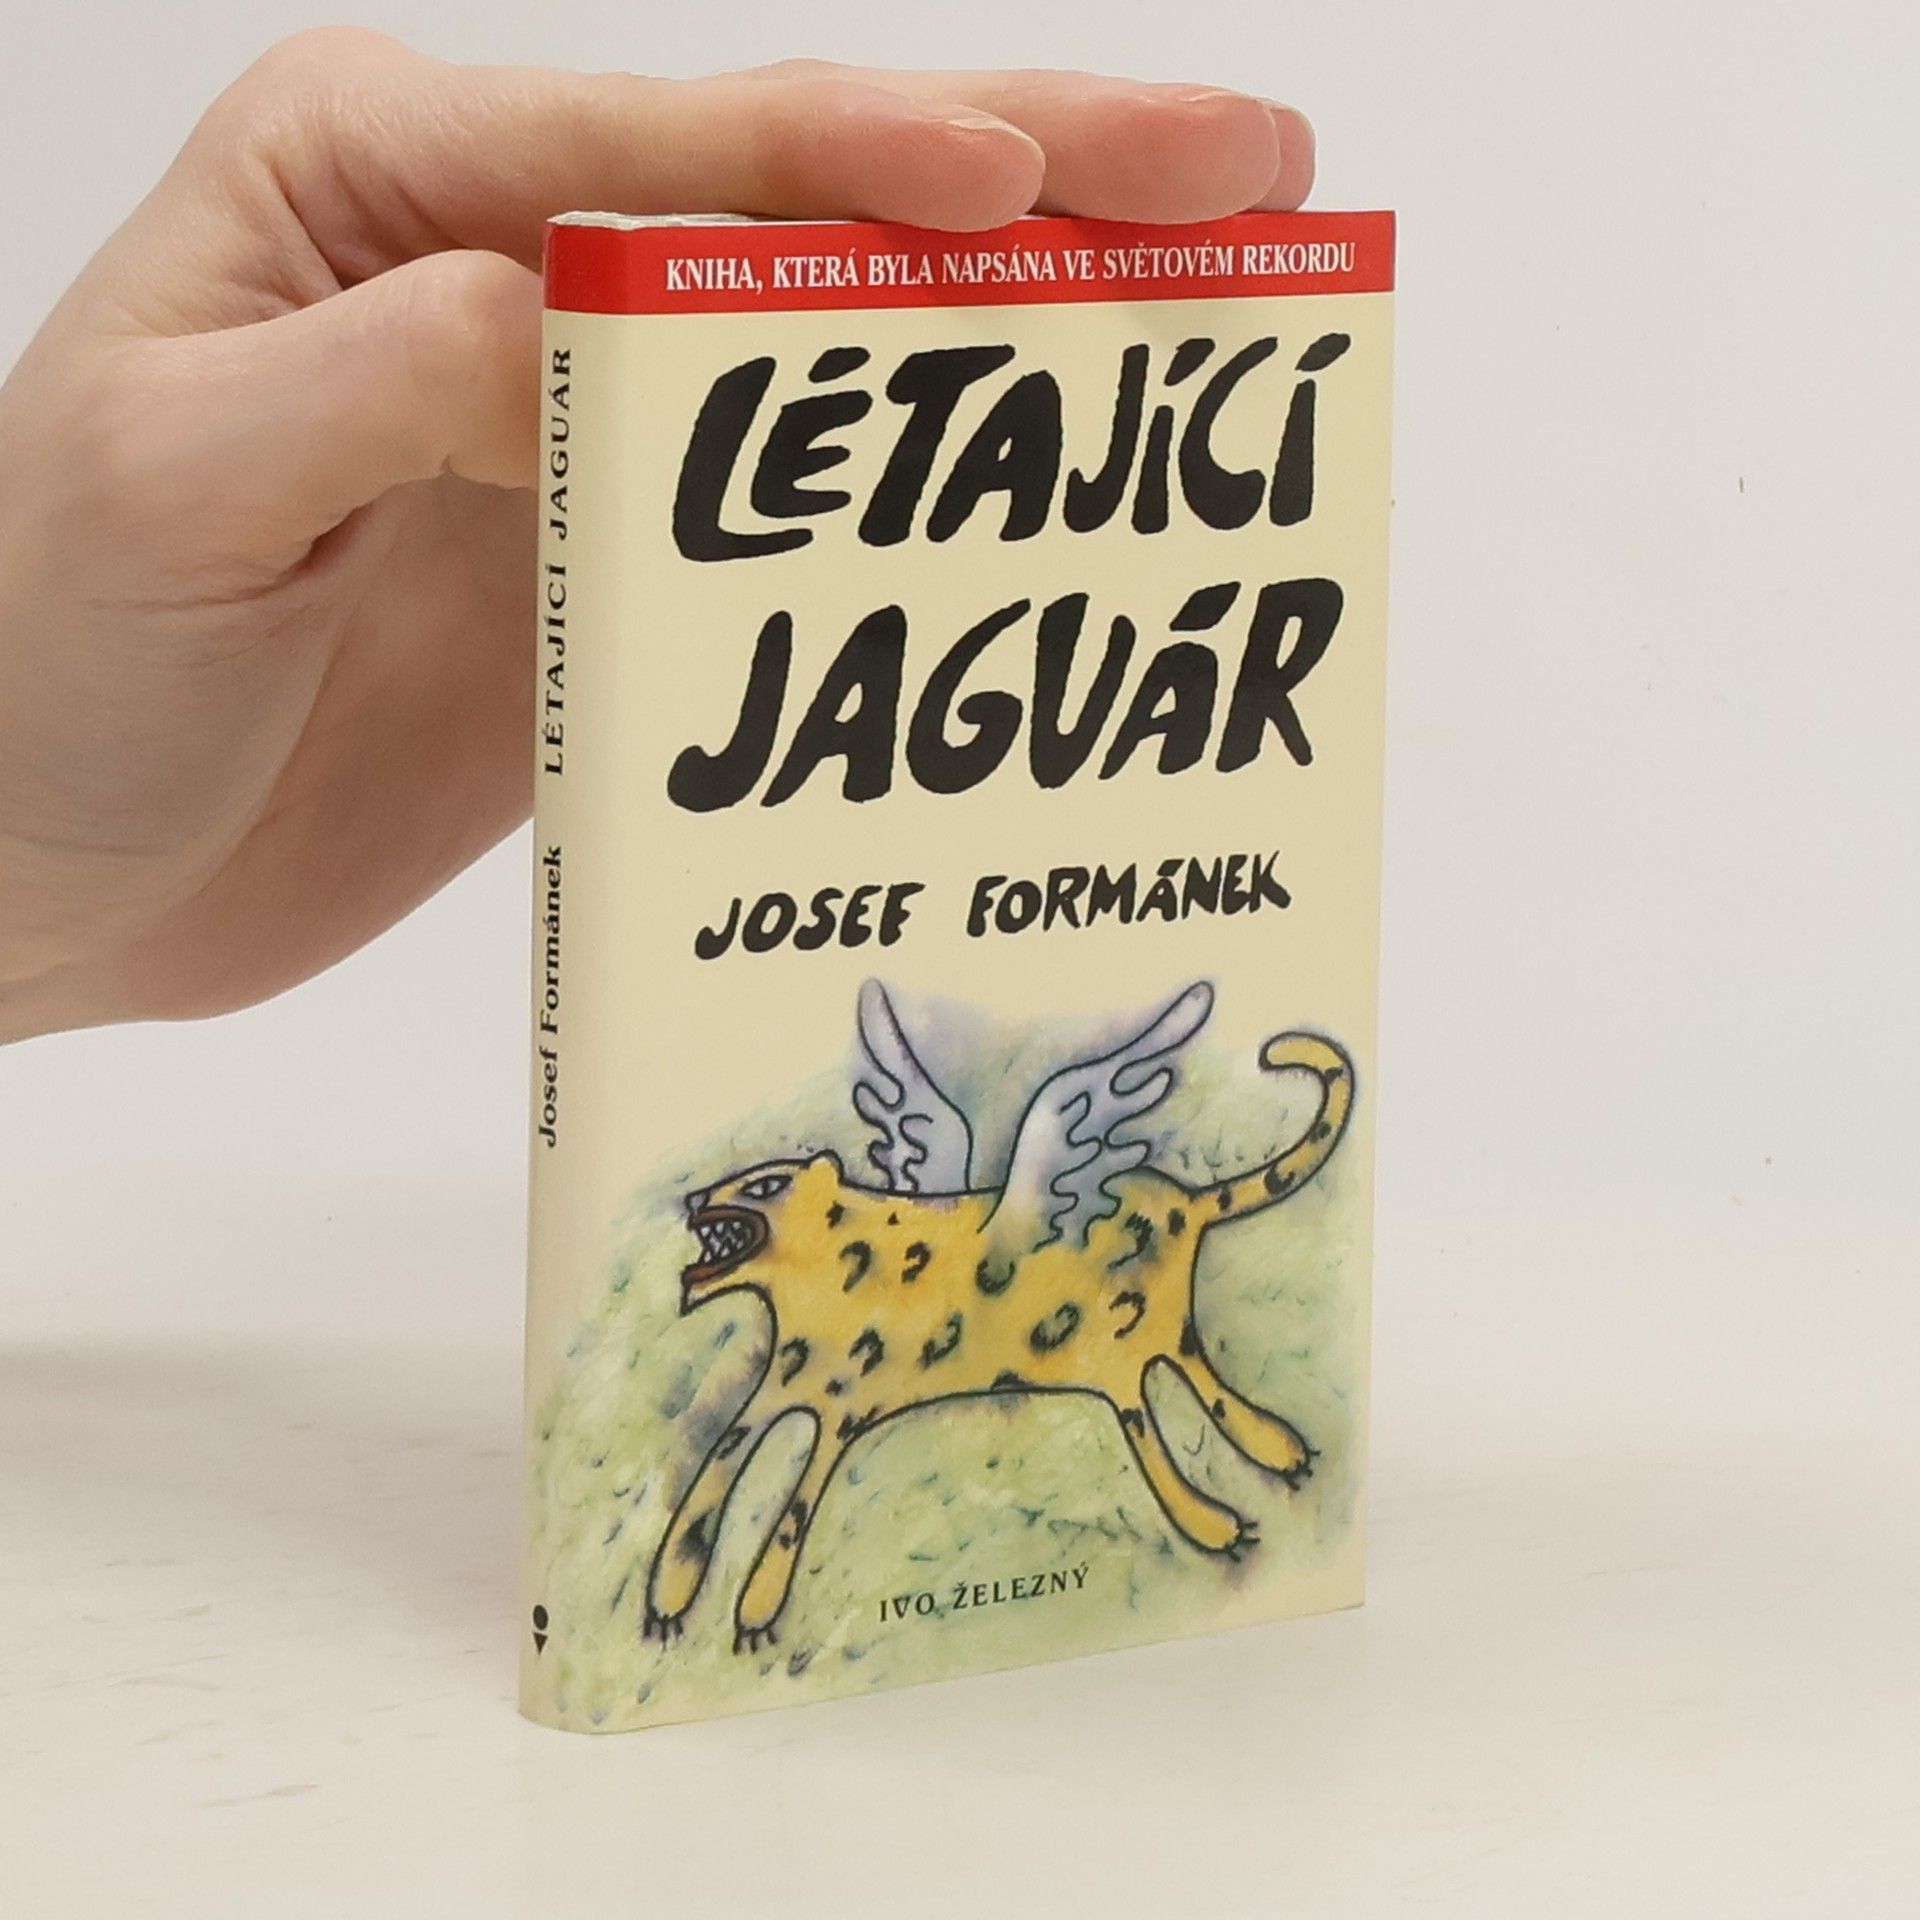 KNIHA, KTERÁ BYLA NAPSÁNA VE SVĚTOVÉM REKORDU
LÉTAJÍCÍ
JAGUÁR
JOSEF FORMÁNEK
IVO ŽELEZNÝ
Josef Formánek LÉTAJÍCÍ JAGUÁR